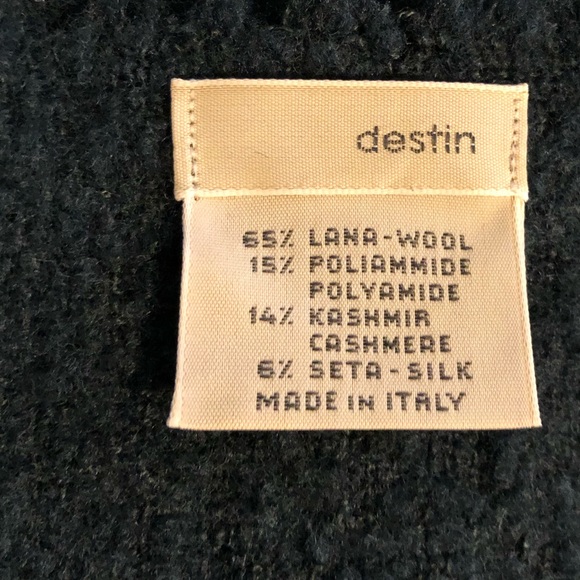 destin
65% LANA-WOOL
15% POLIAMMIDE
POLYAMIDE
14% KASHMIR
CASHMERE
6% SETA-SILK
MADE IN ITALY